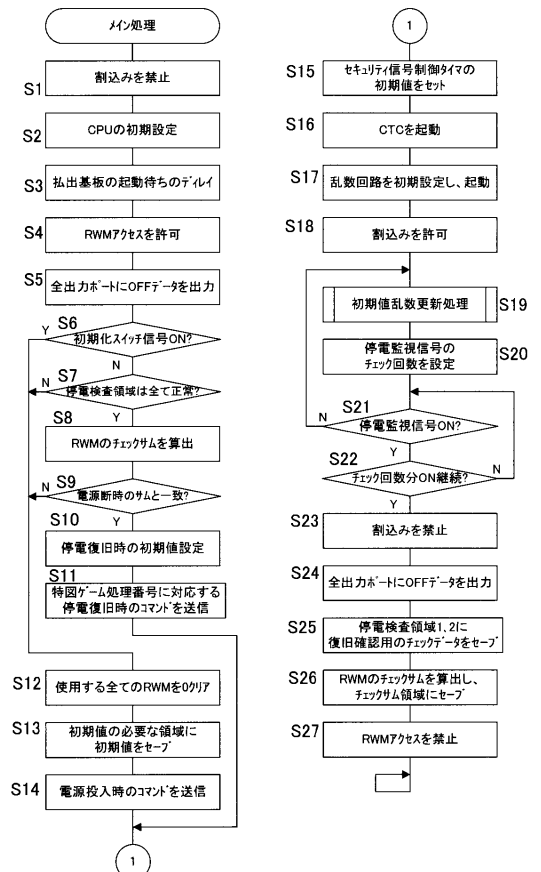 メイン処理
S1
割込みを禁止
S2
CPUの初期設定
S3
払出基板の起動待ちのディレイ
S4
RWMアクセスを許可
S5
全出力ポートにOFFデータを出力
S6
Y
初期化スイッチ信号ON?
N
S7
N
停電検査領域は全て正常?
Y
S8
RWMのチェックサムを算出
S9
N
電源断時のサムと一致?
Y
S10
停電復旧時の初期値設定
S11
特図ゲーム処理番号に対応する
停電復旧時のコマンドを送信
S12
使用する全てのRWMを0クリア
S13
初期値の必要な領域に
初期値をセーブ
S14
電源投入時のコマンドを送信
1
1
S15
セキュリティ信号制御タイマの
初期値をセット
S16
CTCを起動
S17
乱数回路を初期設定し、起動
S18
割込みを許可
初期値乱数更新処理
S19
停電監視信号の
チェック回数を設定
S20
S21
N
停電監視信号ON?
Y
S22
チェック回数分ON継続?
N
Y
S23
割込みを禁止
S24
全出力ポートにOFFデータを出力
S25
停電検査領域1,2に
復旧確認用のチェックデータをセーブ
S26
RWMのチェックサムを算出し、
チェックサム領域にセーブ
S27
RWMアクセスを禁止